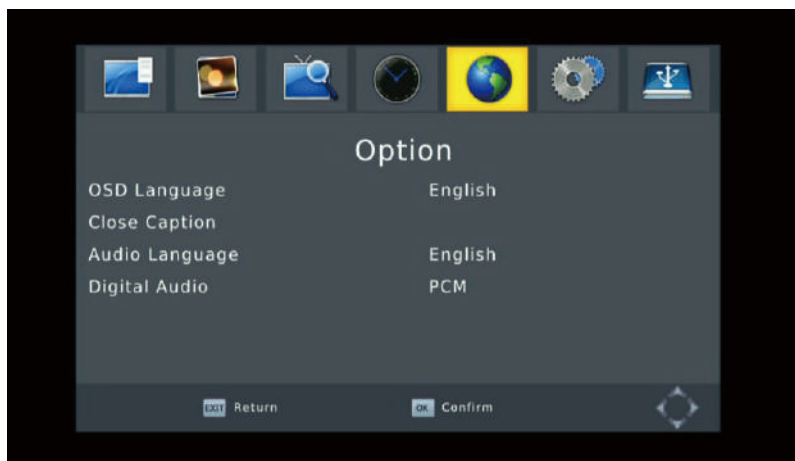 Option
OSD Language English
Close Caption
Audio Language English
Digital Audio PCM
EXIT Return OK Confirm